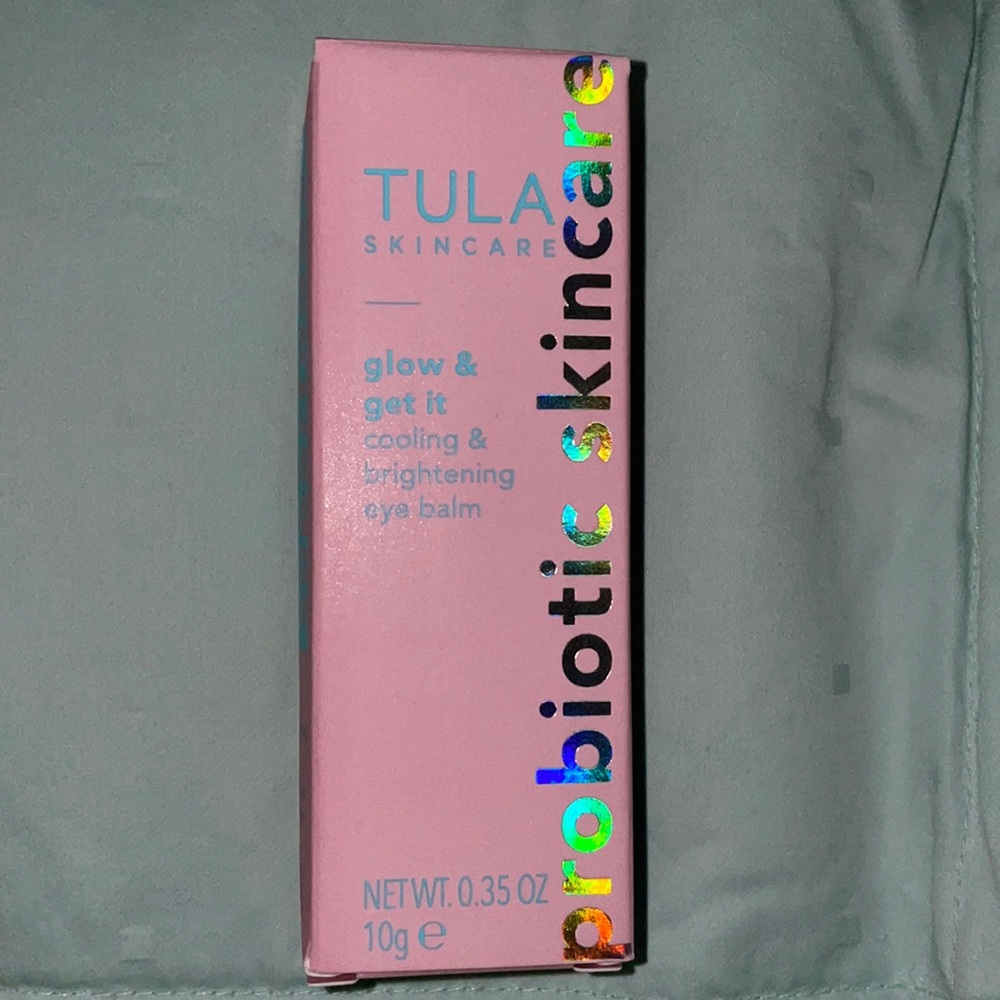 TULA
SKINCARE
glow &
get it
cooling &
brightening
eye balm
NET WT. 0.35 OZ
10g e
probiotic skincare